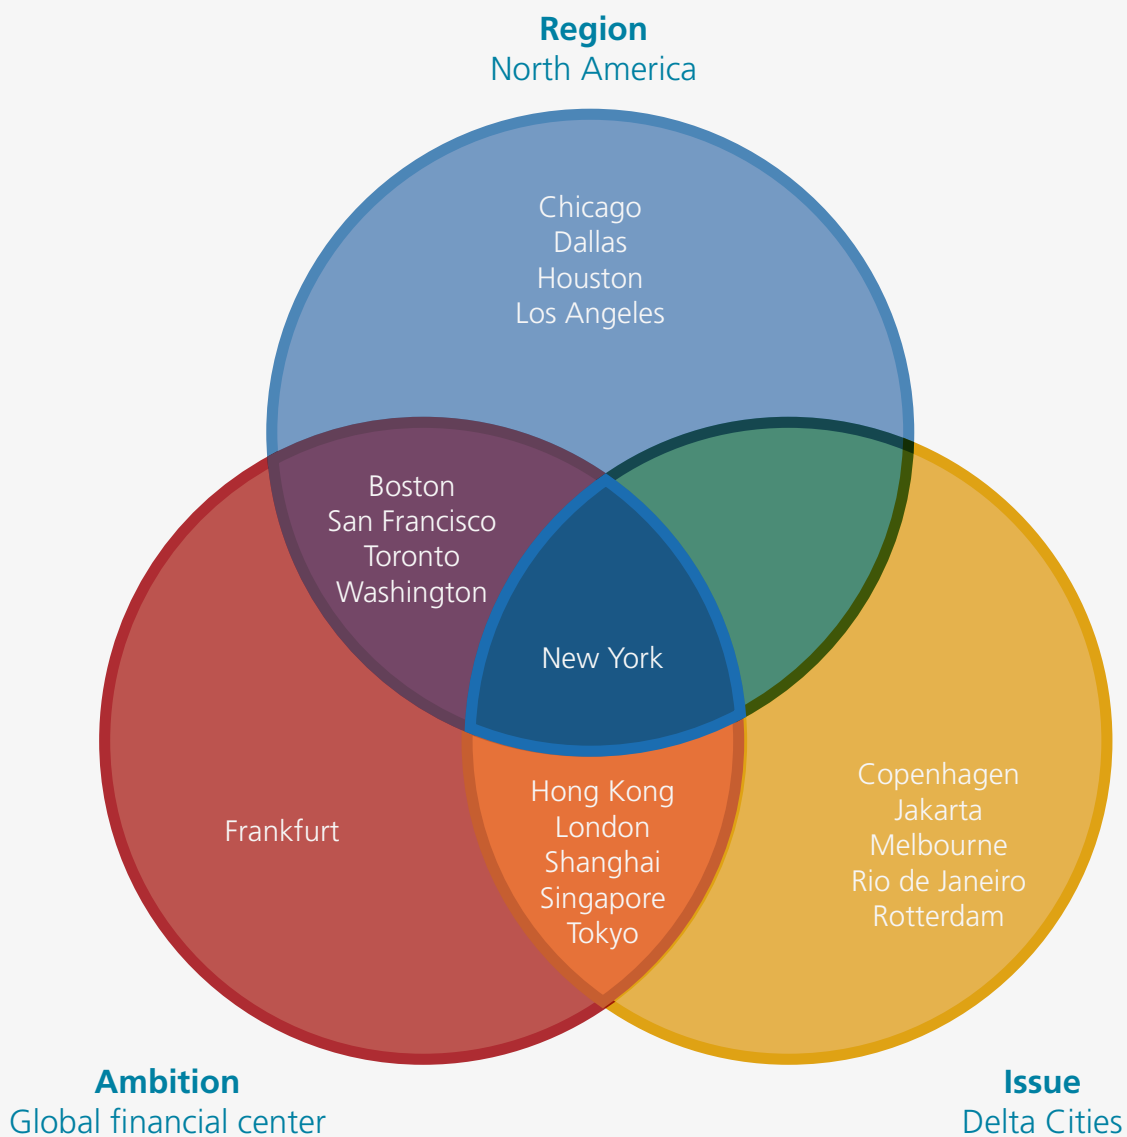 Region
North America
Chicago
Dallas
Houston
Los Angeles
Boston
San Francisco
Toronto
Washington
New York
Frankfurt
Hong Kong
London
Shanghai
Singapore
Tokyo
Copenhagen
Jakarta
Melbourne
Rio de Janeiro
Rotterdam
Ambition
Global financial center
Issue
Delta Cities